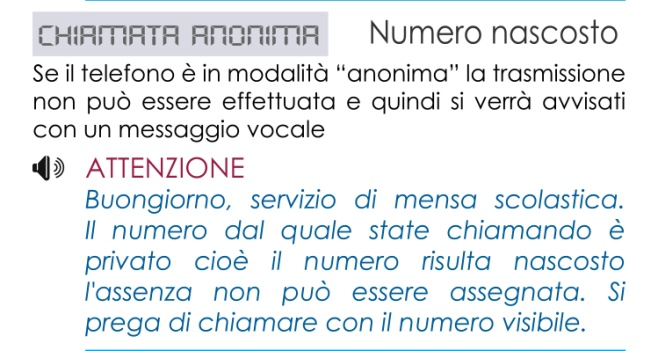 CHIAMATA ANONIMA Numero nascosto
Se il telefono è in modalità “anonima” la trasmissione
non può essere effettuata e quindi si verrà avvisati
con un messaggio vocale
ATTENZIONE
Buongiorno, servizio di mensa scolastica.
Il numero dal quale state chiamando è
privato cioè il numero risulta nascosto
l'assenza non può essere assegnata. Si
prega di chiamare con il numero visibile.